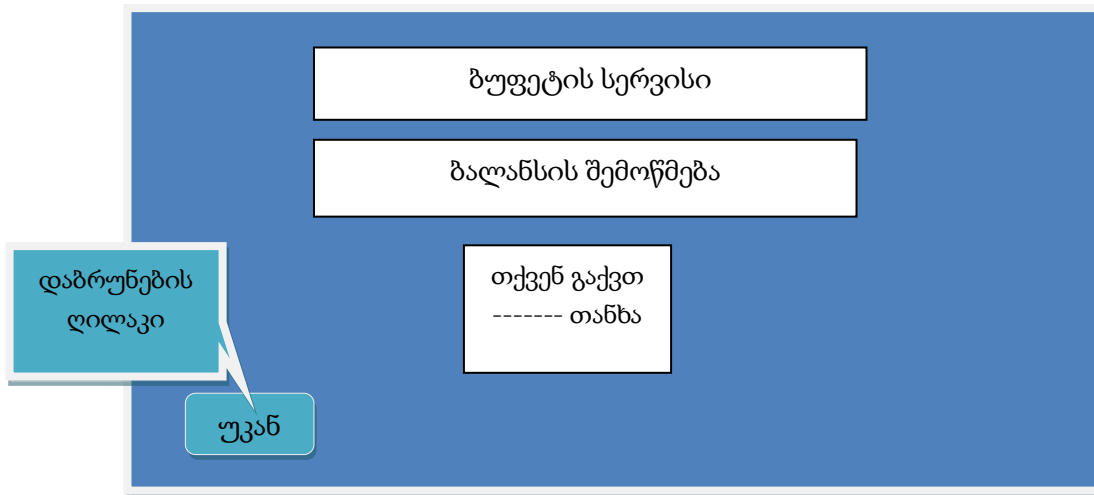 ბუფეტის სერვისი
ბალანსის შემოწმება
თქვენ გაქვთ
------- თანხა
დაბრუნების
ღილაკი
უკან